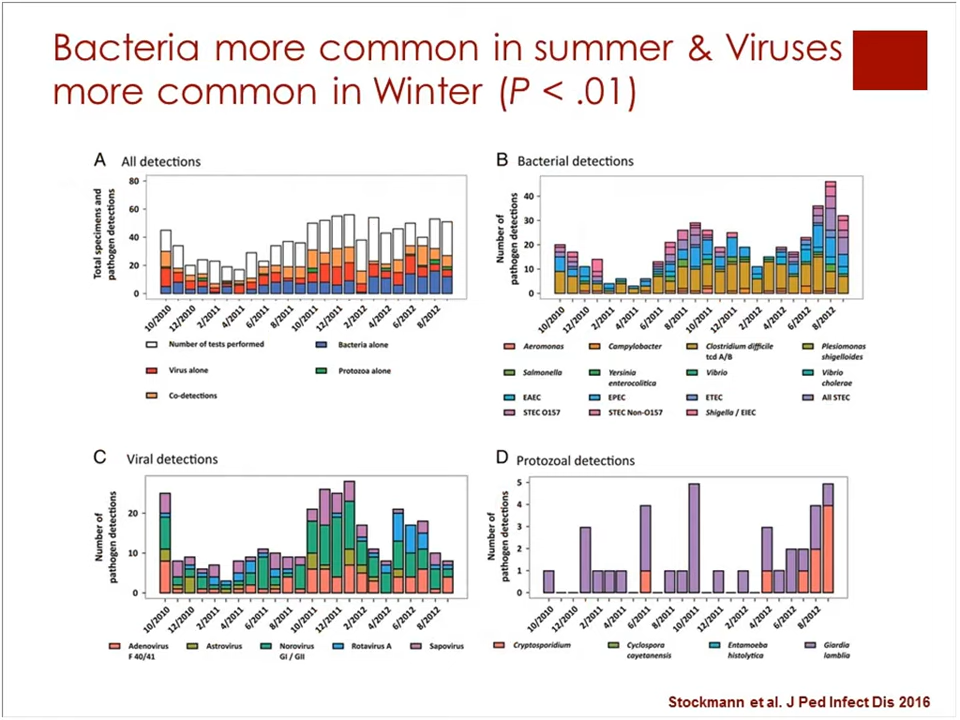 Bacteria more common in summer & Viruses
more common in Winter (P < .01)
A All detections
Total specimens and
pathogen detections
80
60
40
20
0
10/2010 12/2010 2/2011 4/2011 6/2011 8/2011 10/2011 12/2011 2/2012 4/2012 6/2012 8/2012
Number of tests performed
Bacteria alone
Virus alone
Protozoa alone
Co-detections
B Bacterial detections
Number of
pathogen detections
40
30
20
10
0
10/2010 12/2010 2/2011 4/2011 6/2011 8/2011 10/2011 12/2011 2/2012 4/2012 6/2012 8/2012
Aeromonas
Campylobacter
Clostridium difficile
tcd A/B
Plesiomonas
shigelloides
Salmonella
Yersinia
enterocolitica
Vibrio
Vibrio
cholerae
EAEC
EPEC
ETEC
All STEC
STEC O157
STEC Non-O157
Shigella / EIEC
C Viral detections
Number of
pathogen detections
20
10
0
10/2010 12/2010 2/2011 4/2011 6/2011 8/2011 10/2011 12/2011 2/2012 4/2012 6/2012 8/2012
Adenovirus
F 40/41
Astrovirus
Norovirus
GI / GII
Rotavirus A
Sapovirus
D Protozoal detections
Number of
pathogen detections
5
4
3
2
1
0
10/2010 12/2010 2/2011 4/2011 6/2011 8/2011 10/2011 12/2011 2/2012 4/2012 6/2012 8/2012
Cryptosporidium
Cyclospora
cayetanensis
Entamoeba
histolytica
Giardia
lamblia
Stockmann et al. J Ped Infect Dis 2016